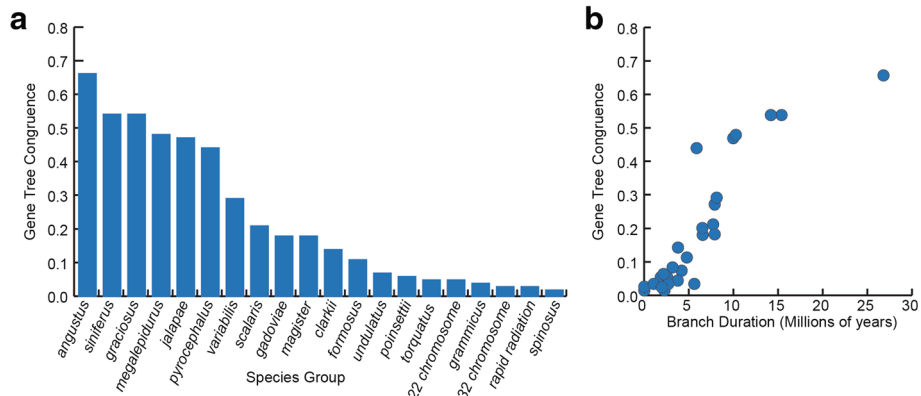 a
Gene Tree Congruence
0.8
0.7
0.6
0.5
0.4
0.3
0.2
0.1
0.0
angustus
siniferus
graciosus
megalepidurus
jalapae
pyrocephalus
variabilis
scalaris
gadoviae
magister
clarkii
formosus
undulatus
poinsettii
torquatus
22 chromosome
grammicus
32 chromosome
rapid radiation
spinosus
Species Group
b
Gene Tree Congruence
0.8
0.7
0.6
0.5
0.4
0.3
0.2
0.1
0.0
0 5 10 15 20 25 30
Branch Duration (Millions of years)